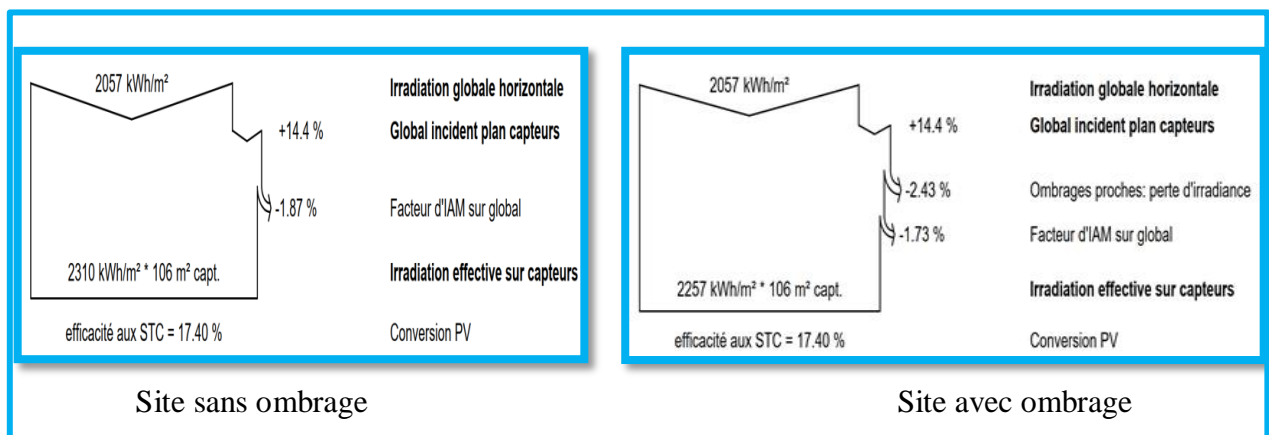 2057 kWh/m²
Irradiation globale horizontale
+14.4 %
Global incident plan capteurs
-1.87 %
Facteur d'IAM sur global
2310 kWh/m² * 106 m² capt.
Irradiation effective sur capteurs
efficacité aux STC = 17.40 %
Conversion PV
Site sans ombrage
2057 kWh/m²
Irradiation globale horizontale
+14.4 %
Global incident plan capteurs
-2.43 %
Ombrages proches: perte d'irradiance
-1.73 %
Facteur d'IAM sur global
2257 kWh/m² * 106 m² capt.
Irradiation effective sur capteurs
efficacité aux STC = 17.40 %
Conversion PV
Site avec ombrage